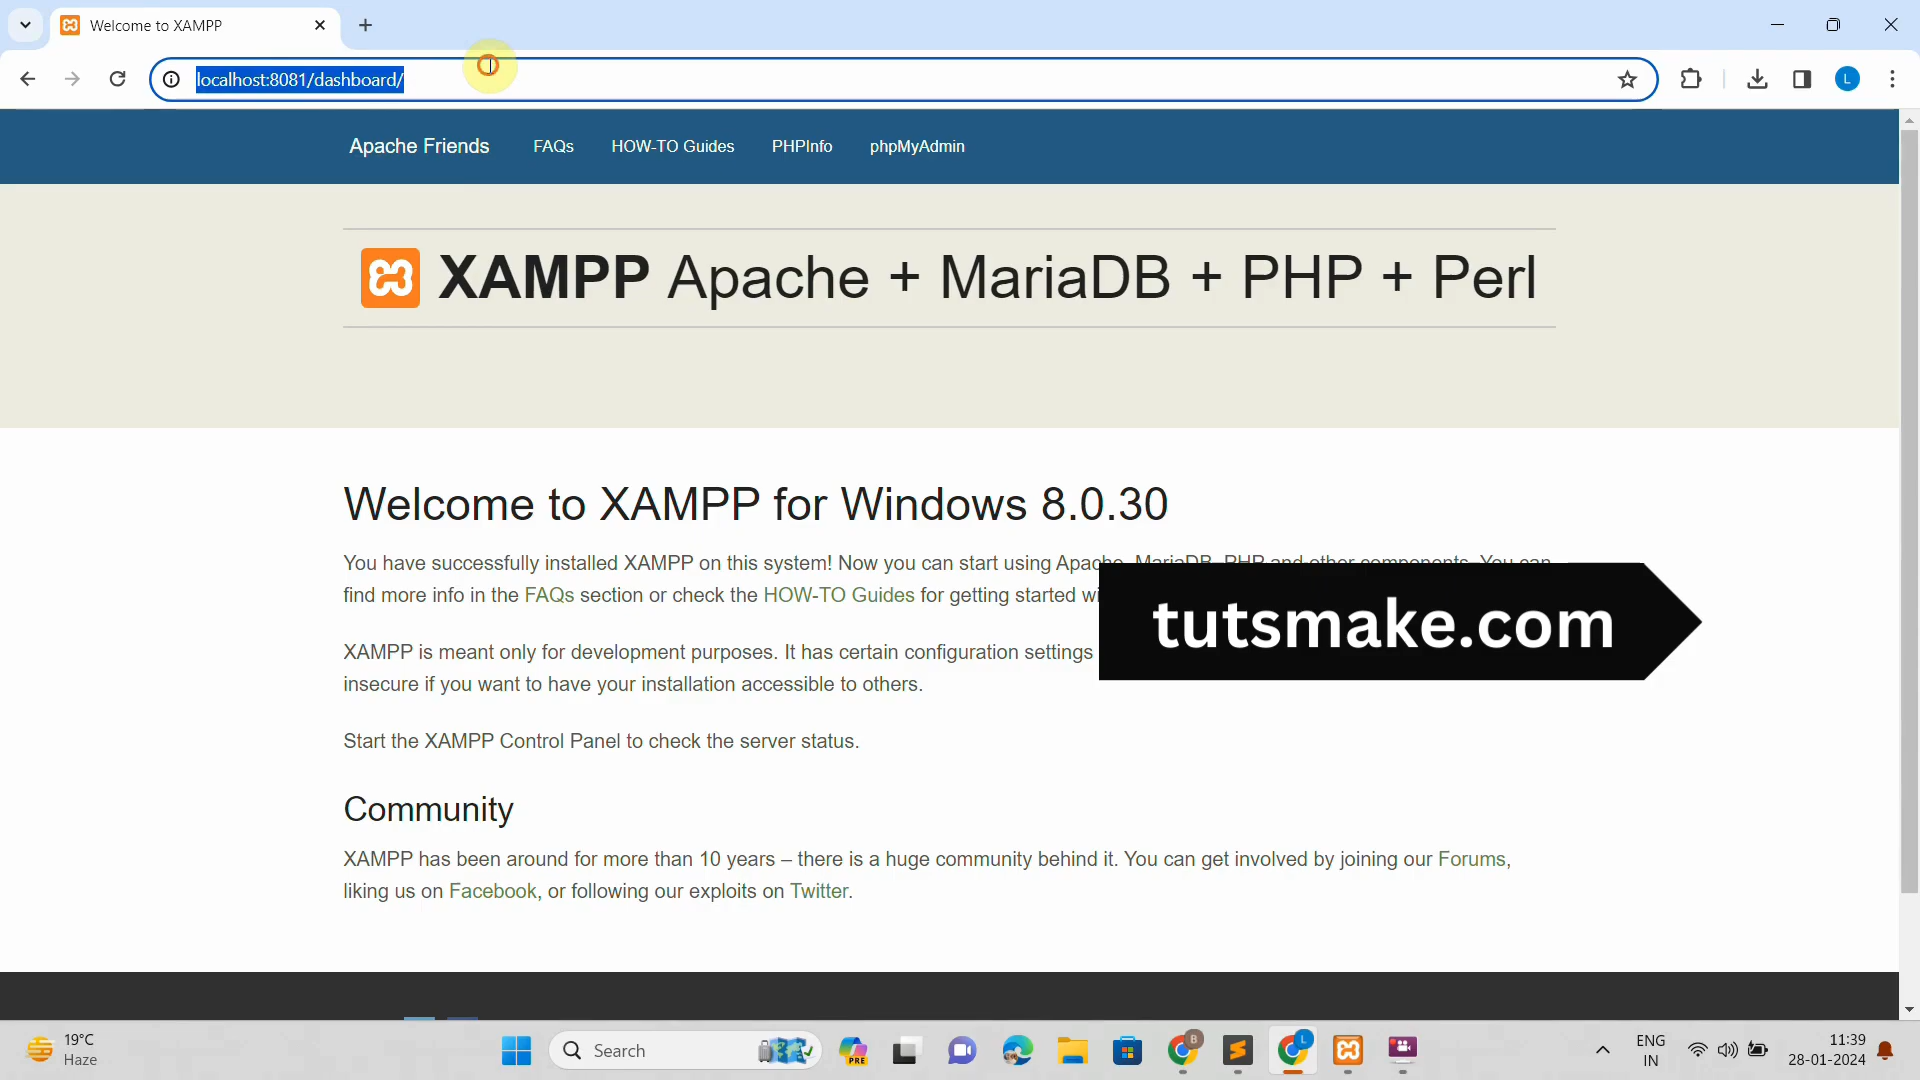 Welcome to XAMPP
localhost:8081/dashboard/
L
Apache Friends FAQs HOW-TO Guides PHPInfo phpMyAdmin
XAMPP Apache + MariaDB + PHP + Perl
Welcome to XAMPP for Windows 8.0.30
You have successfully installed XAMPP on this system! Now you can start using Apache, MariaDB, PHP and other components. You can
find more info in the FAQs section or check the HOW-TO Guides for getting started wi
tutsmake.com
XAMPP is meant only for development purposes. It has certain configuration settings
insecure if you want to have your installation accessible to others.
Start the XAMPP Control Panel to check the server status.
Community
XAMPP has been around for more than 10 years – there is a huge community behind it. You can get involved by joining our Forums,
liking us on Facebook, or following our exploits on Twitter.
19°C
Haze
Search
PRE
B
L
ENG
IN
11:39
28-01-2024